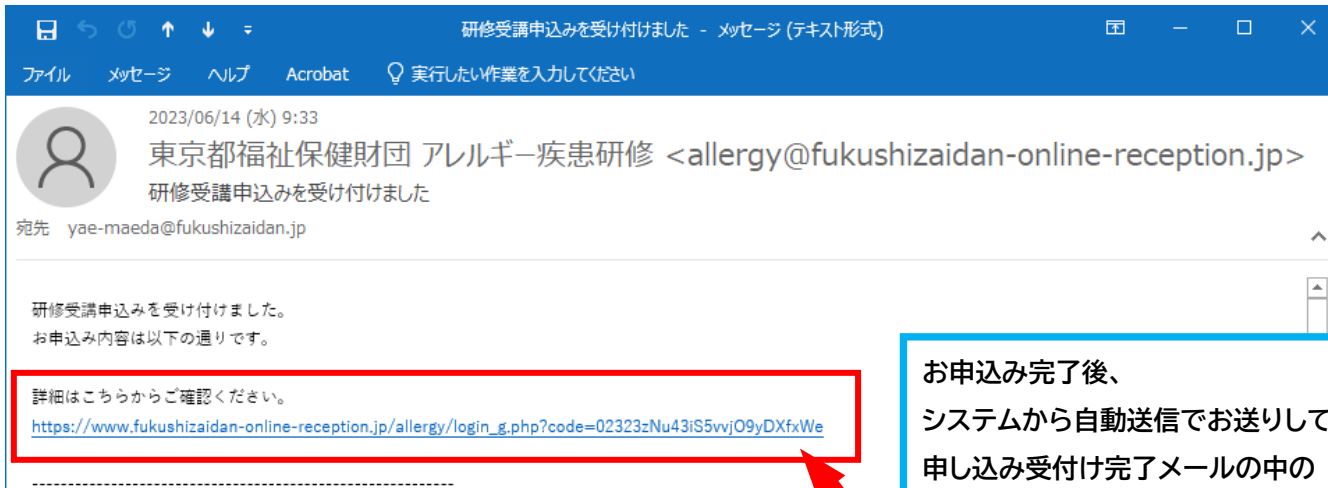 研修受講申込みを受け付けました - メッセージ (テキスト形式)
ファイル メッセージ ヘルプ Acrobat 実行したい作業を入力してください
2023/06/14 (水) 9:33
東京都福祉保健財団 アレルギー疾患研修 <allergy@fukushizaidan-online-reception.jp>
研修受講申込みを受け付けました
宛先 yae-maeda@fukushizaidan.jp
研修受講申込みを受け付けました。
お申込み内容は以下の通りです。
詳細はこちらからご確認ください。
https://www.fukushizaidan-online-reception.jp/allergy/login_g.php?code=02323zNu43iS5vvjO9yDXfxWe
------------------------------------------------------------
お申込み完了後、
システムから自動送信でお送りして
申し込み受付け完了メールの中の